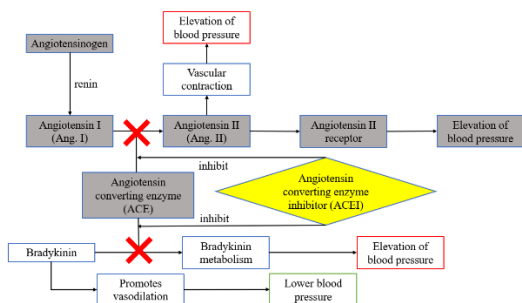 Elevation of
blood pressure
Angiotensinogen
renin
Vascular
contraction
Angiotensin I
(Ang. I)
Angiotensin II
(Ang. II)
Angiotensin II
receptor
Elevation of
blood pressure
inhibit
Angiotensin
converting enzyme
(ACE)
Angiotensin
converting enzyme
inhibitor (ACEI)
inhibit
Bradykinin
Bradykinin
metabolism
Elevation of
blood pressure
Promotes
vasodilation
Lower blood
pressure